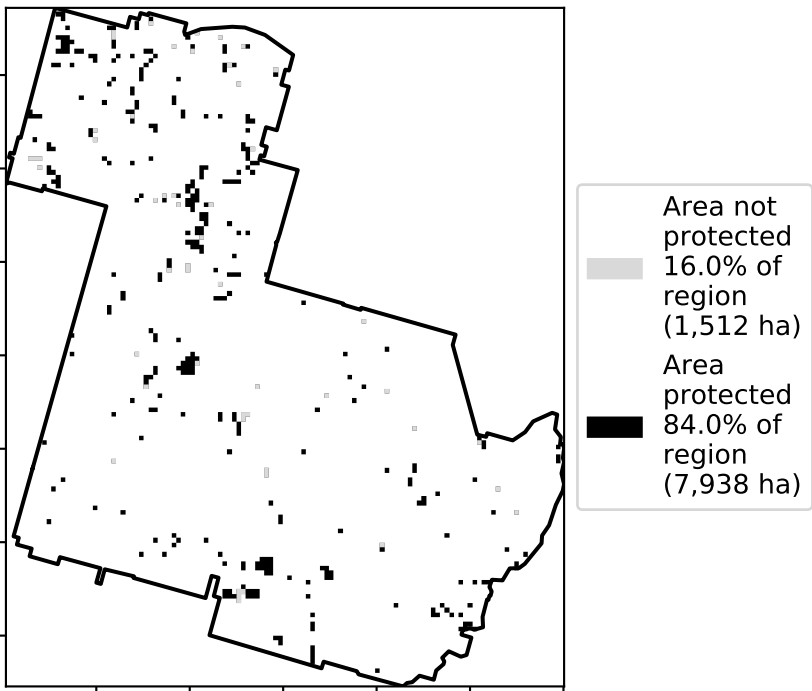 Area not
protected
16.0% of
region
(1,512 ha)
Area
protected
84.0% of
region
(7,938 ha)